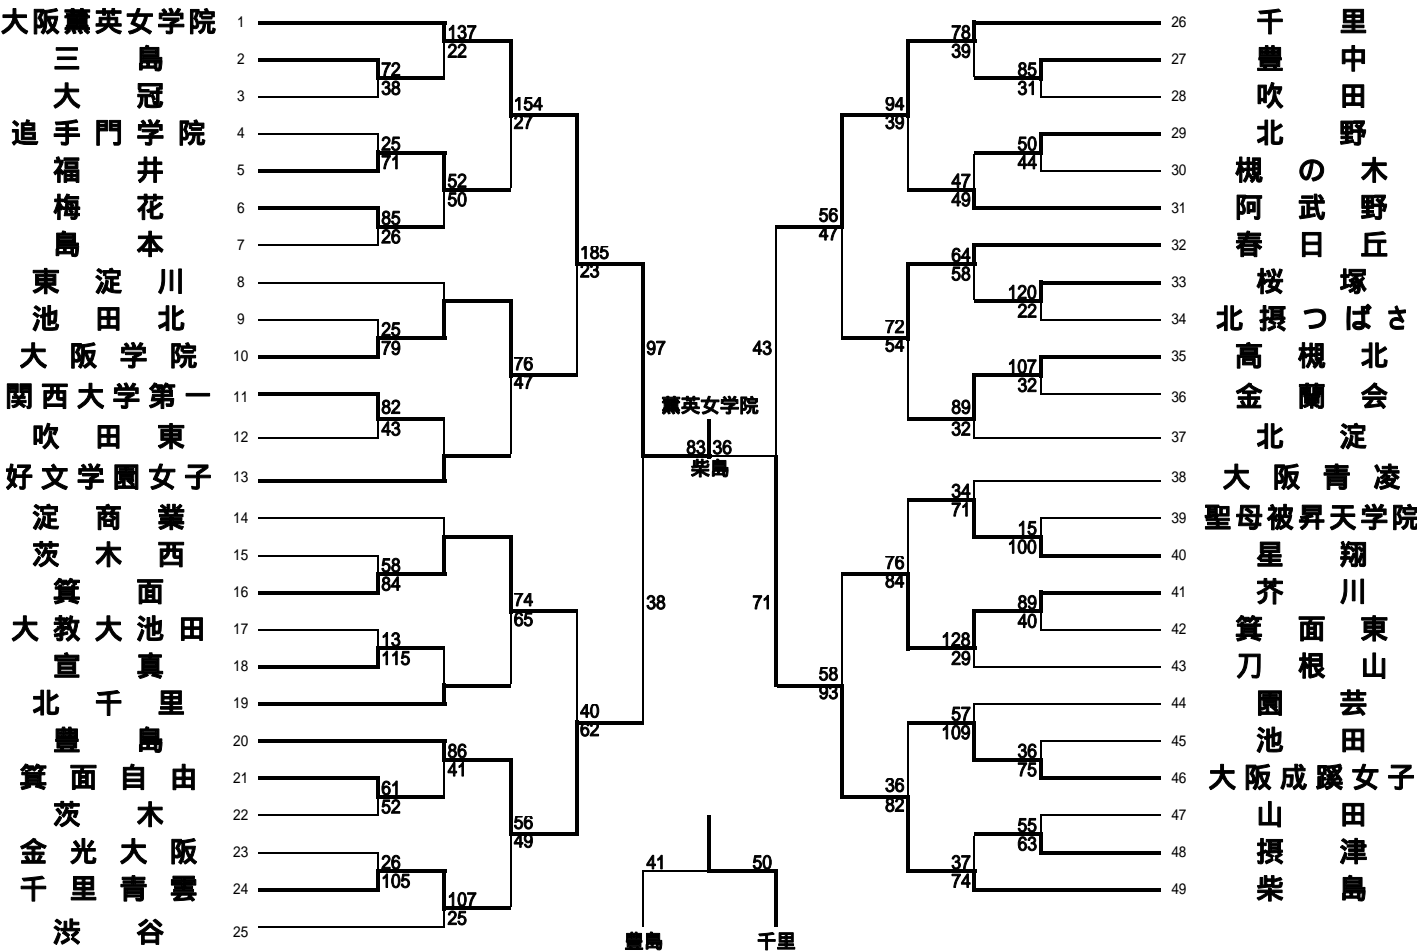 大阪薫英女学院 1
三島 2
大冠 3
追手門学院 4
福井 5
梅花 6
島本 7
東淀川 8
池田北 9
大阪学院 10
関西大学第一 11
吹田東 12
好文学園女子 13
淀商業 14
茨木西 15
箕面 16
大教大池田 17
宣真 18
北千里 19
豊島 20
箕面自由 21
茨木 22
金光大阪 23
千里青雲 24
渋谷 25
137
22
72
38
154
27
25
71
52
50
85
26
185
23
25
79
76
47
82
43
97
58
84
74
65
13
115
38
40
62
86
41
61
52
56
49
26
105
107
25
薫英女学院
83 36
柴島
41 50
豊島 千里
43
71
78
39
85
31
94
39
50
44
47
49
56
47
64
58
120
22
72
54
107
32
89
32
34
71
15
100
76
84
89
40
128
29
58
93
57
109
36
75
36
82
55
63
37
74
26 千里
27 豊中
28 吹田
29 北野
30 槻の木
31 阿武野
32 春日丘
33 桜塚
34 北摂つばさ
35 高槻北
36 金蘭会
37 北淀
38 大阪青凌
39 聖母被昇天学院
40 星翔
41 芥川
42 箕面東
43 刀根山
44 園芸
45 池田
46 大阪成蹊女子
47 山田
48 摂津
49 柴島